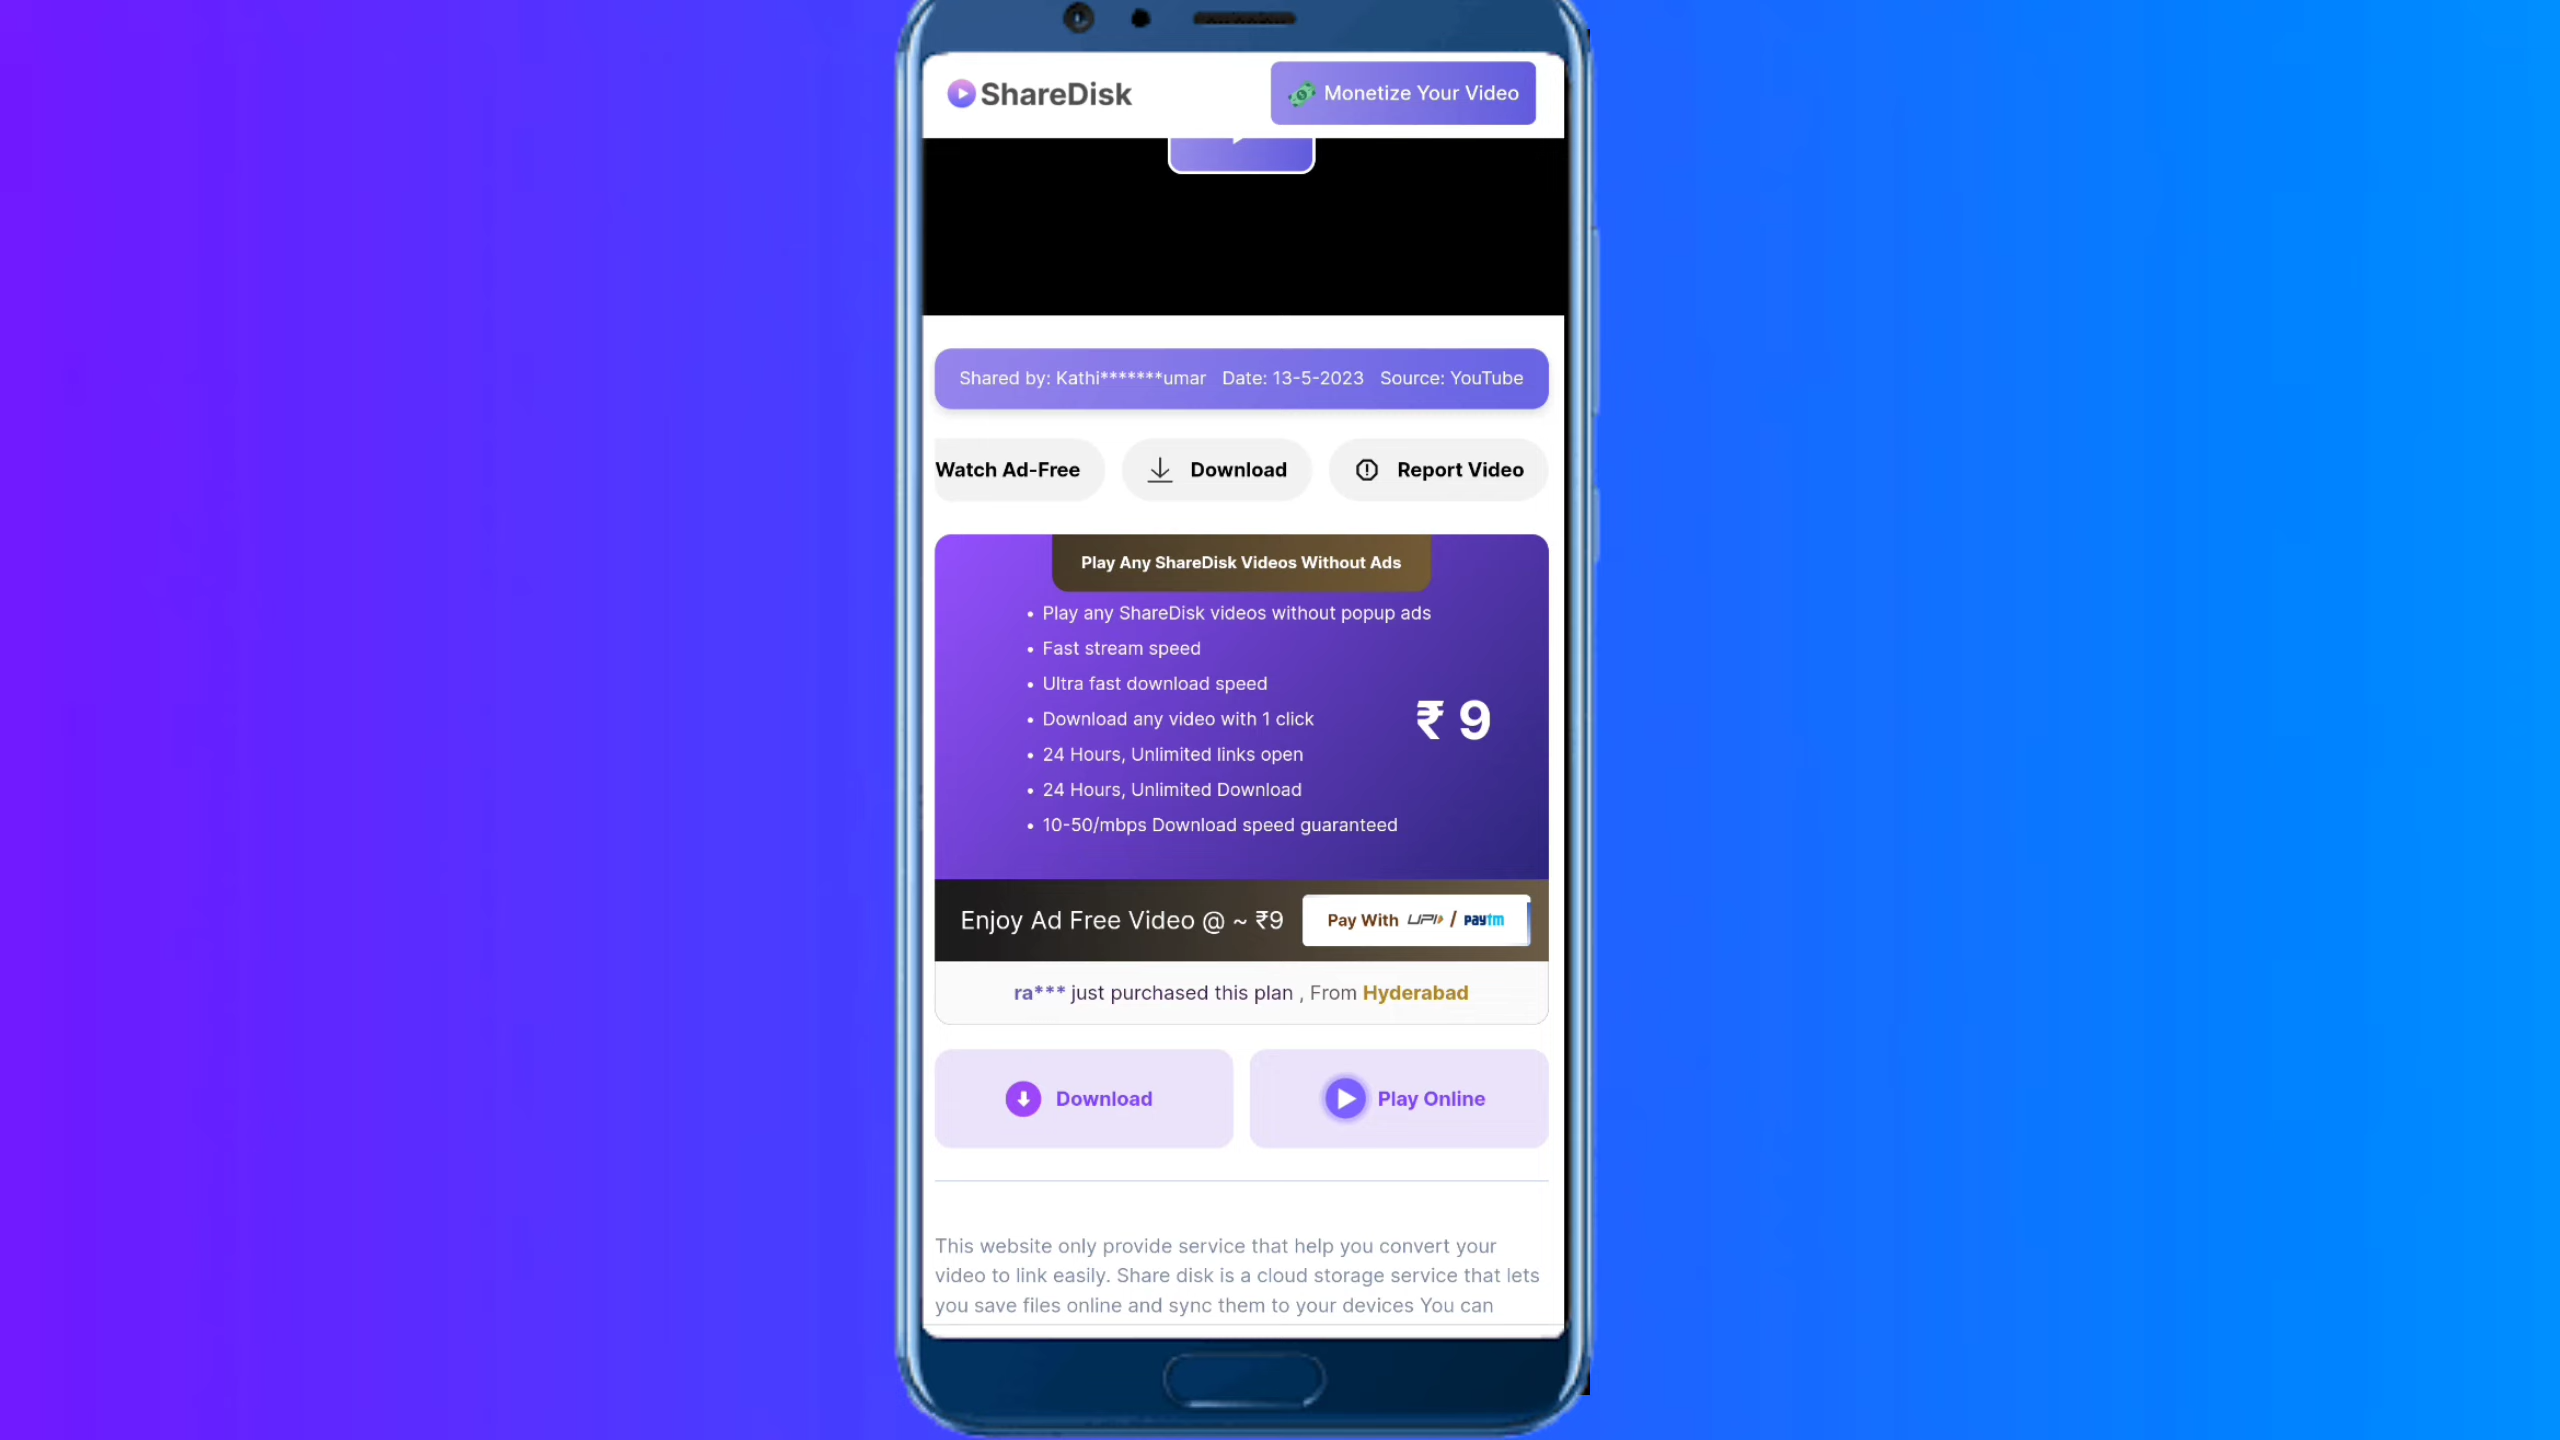 ShareDisk
Monetize Your Video
Shared by: Kathi*******umar Date: 13-5-2023 Source: YouTube
Watch Ad-Free
Download
Report Video
Play Any ShareDisk Videos Without Ads
• Play any ShareDisk videos without popup ads
• Fast stream speed
• Ultra fast download speed
• Download any video with 1 click
• 24 Hours, Unlimited links open
• 24 Hours, Unlimited Download
• 10-50/mbps Download speed guaranteed
₹ 9
Enjoy Ad Free Video @ ~ ₹9
Pay With UPI / paytm
ra*** just purchased this plan , From Hyderabad
Download
Play Online
This website only provide service that help you convert your
video to link easily. Share disk is a cloud storage service that lets
you save files online and sync them to your devices You can